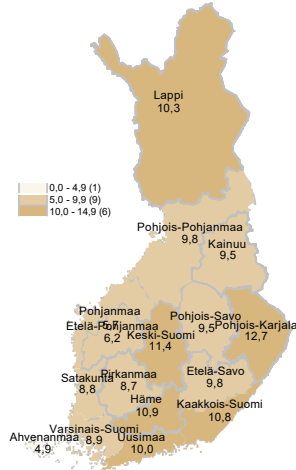 Lappi
10,3
0,0 - 4,9 (1)
5,0 - 9,9 (9)
10,0 - 14,9 (6)
Pohjois-Pohjanmaa
9,8
Kainuu
9,5
Pohjanmaa
Etelä-Pohjanmaa
6,2
Keski-Suomi
11,4
Pohjois-Savo
9,5
Pohjois-Karjala
12,7
Satakunta
8,8
Pirkanmaa
8,7
Etelä-Savo
9,8
Häme
10,9
Kaakkois-Suomi
10,8
Varsinais-Suomi
8,9
Uusimaa
10,0
Ahvenanmaa
4,9